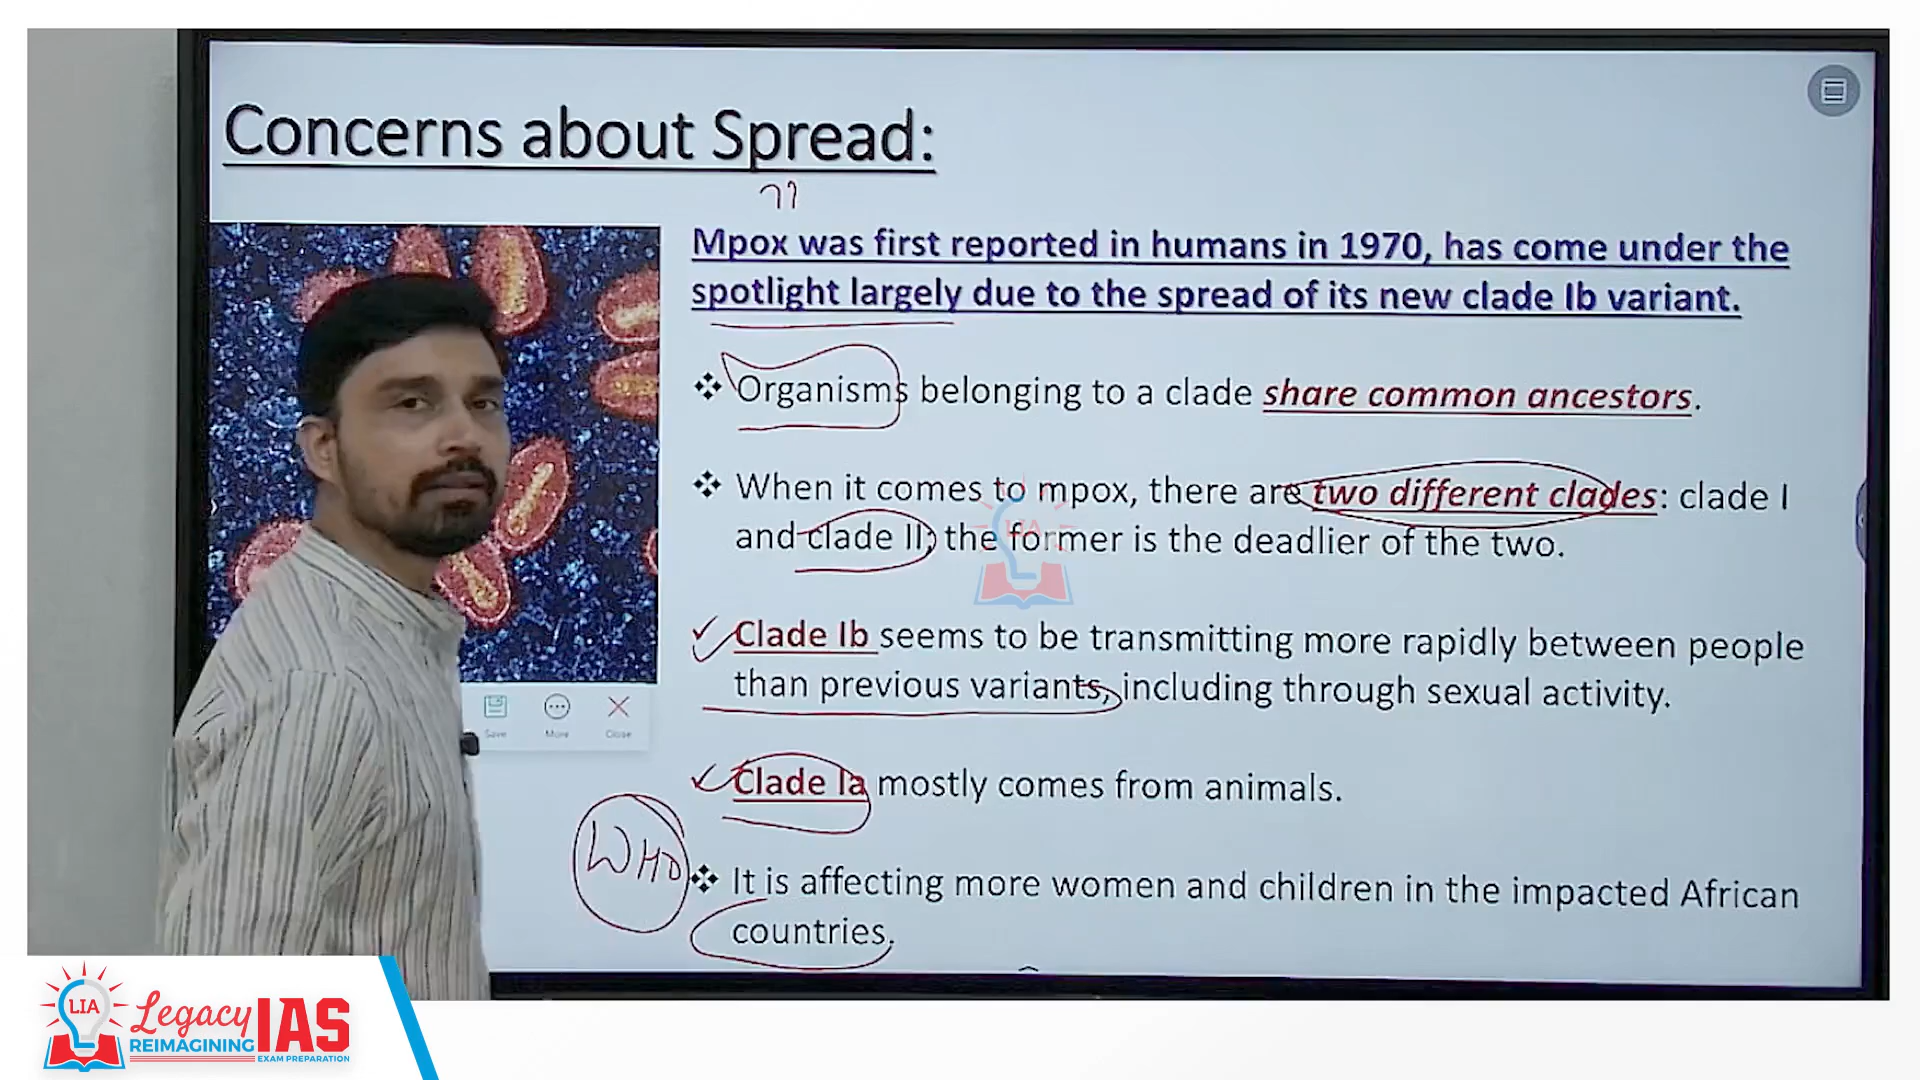 Concerns about Spread:
Mpox was first reported in humans in 1970, has come under the
spotlight largely due to the spread of its new clade Ib variant.
❖ Organisms belonging to a clade share common ancestors.
❖ When it comes to mpox, there are two different clades: clade I
and clade II; the former is the deadlier of the two.
✓ Clade Ib seems to be transmitting more rapidly between people
than previous variants, including through sexual activity.
Save More Close
✓ Clade Ia mostly comes from animals.
WHO
❖ It is affecting more women and children in the impacted African
countries.
LIA
LIA
Legacy IAS
REIMAGINING
EXAM PREPARATION